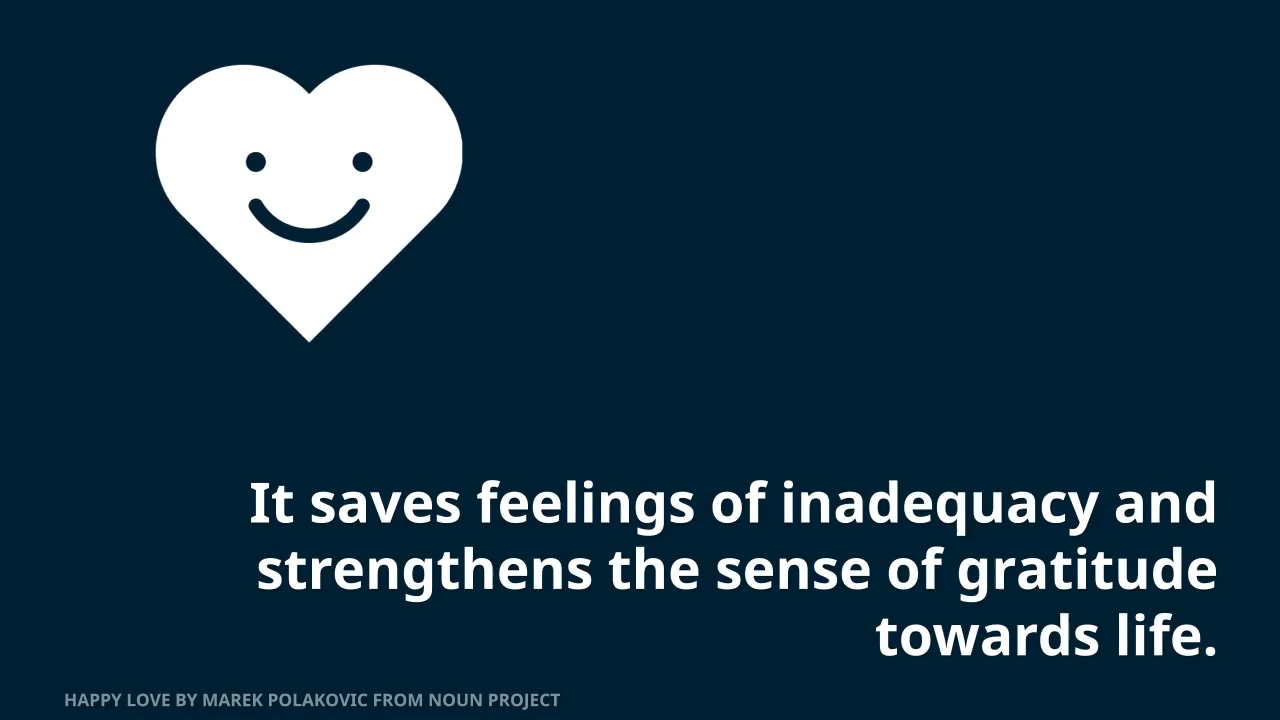 It saves feelings of inadequacy and
strengthens the sense of gratitude
towards life.
HAPPY LOVE BY MAREK POLAKOVIC FROM NOUN PROJECT